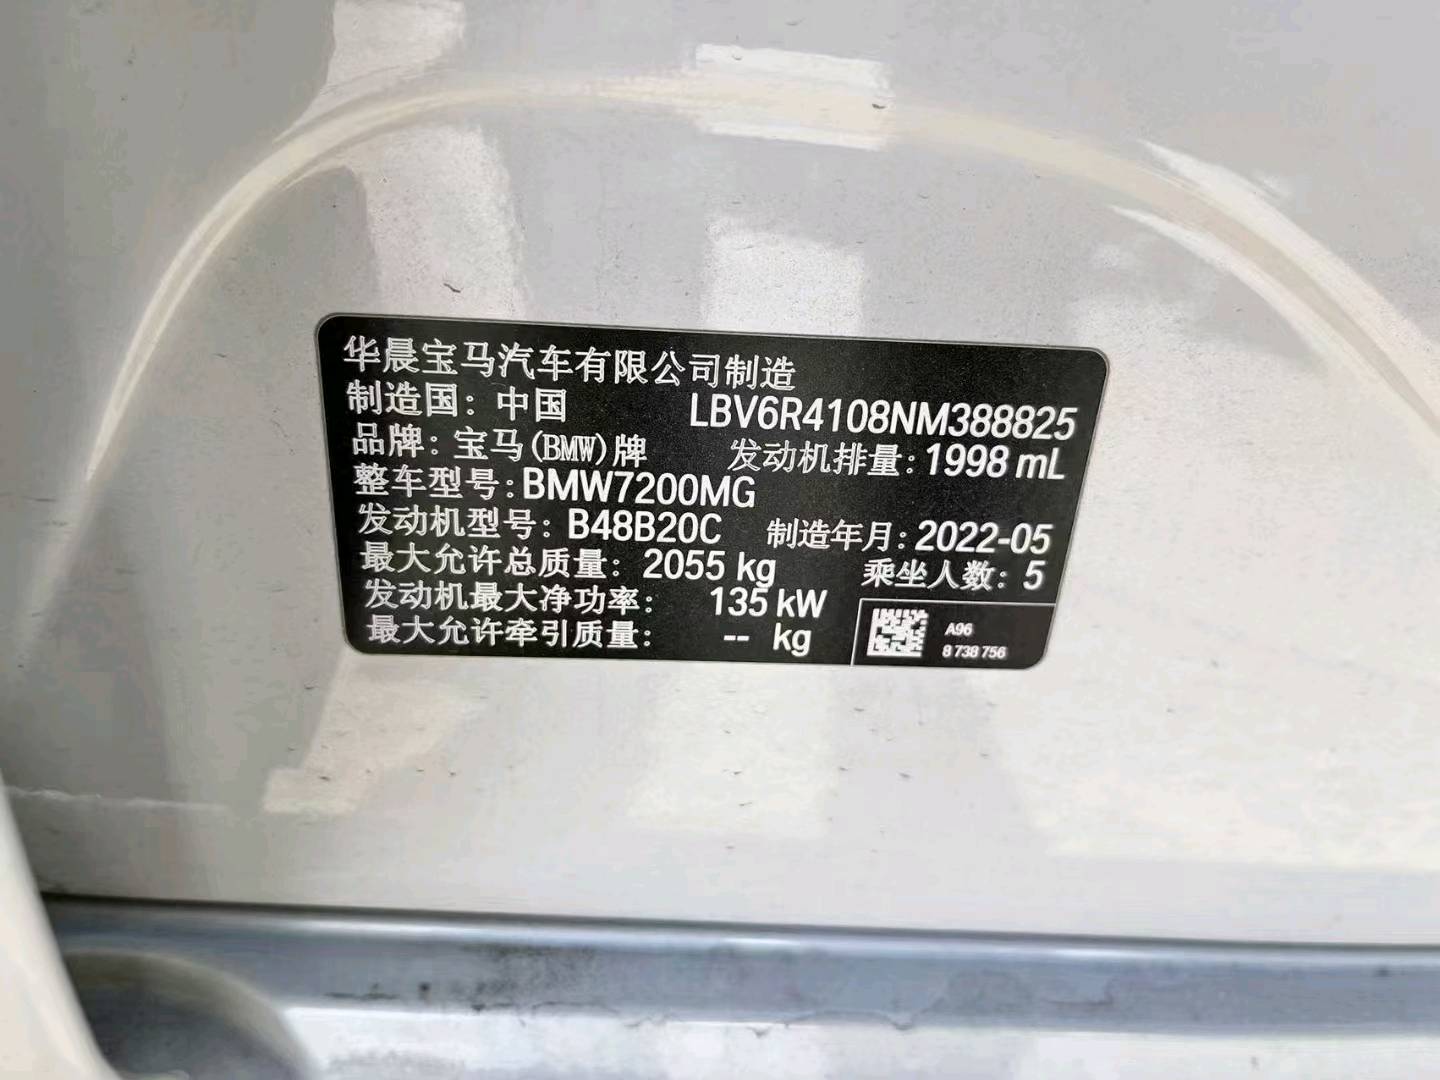 华晨宝马汽车有限公司制造
制造国：中国 LBV6R4108NM388825
品牌：宝马(BMW)牌 发动机排量：1998 mL
整车型号：BMW7200MG
发动机型号：B48B20C 制造年月：2022-05
最大允许总质量：2055 kg 乘坐人数：5
发动机最大净功率：135 kW
最大允许牵引质量：-- kg
A96
8 738 756